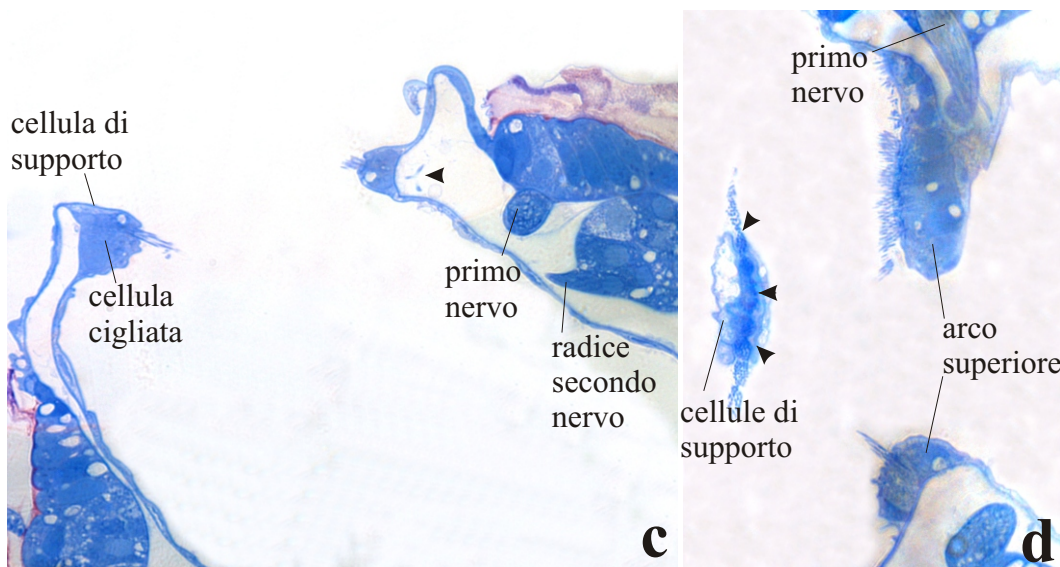 cellula di
supporto
cellula
cigliata
primo
nervo
radice
secondo
nervo
c
primo
nervo
cellule di
supporto
arco
superiore
d